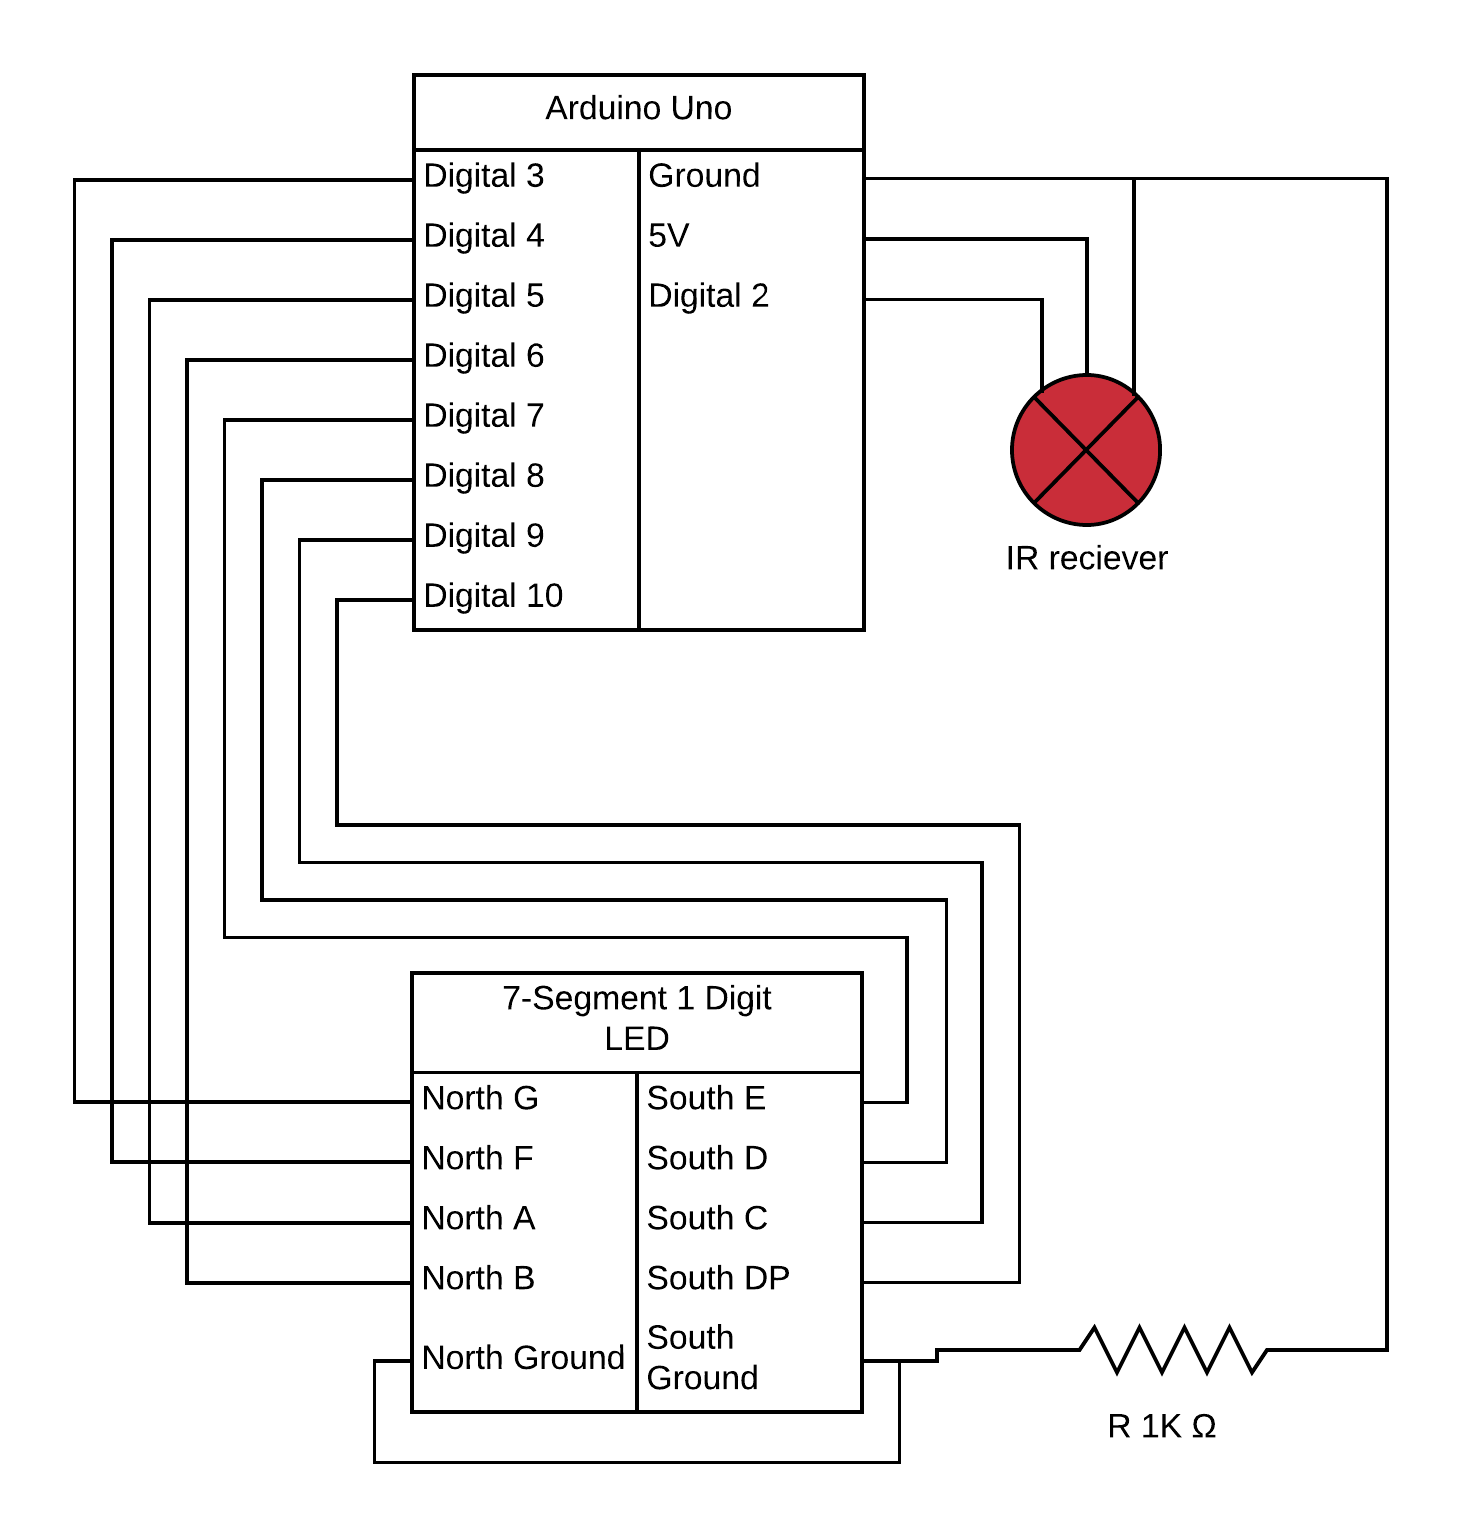 Arduino Uno
Digital 3
Ground
Digital 4
5V
Digital 5
Digital 2
Digital 6
Digital 7
Digital 8
Digital 9
Digital 10
IR reciever
7-Segment 1 Digit
LED
North G
South E
North F
South D
North A
South C
North B
South DP
North Ground
South
Ground
R 1K Ω